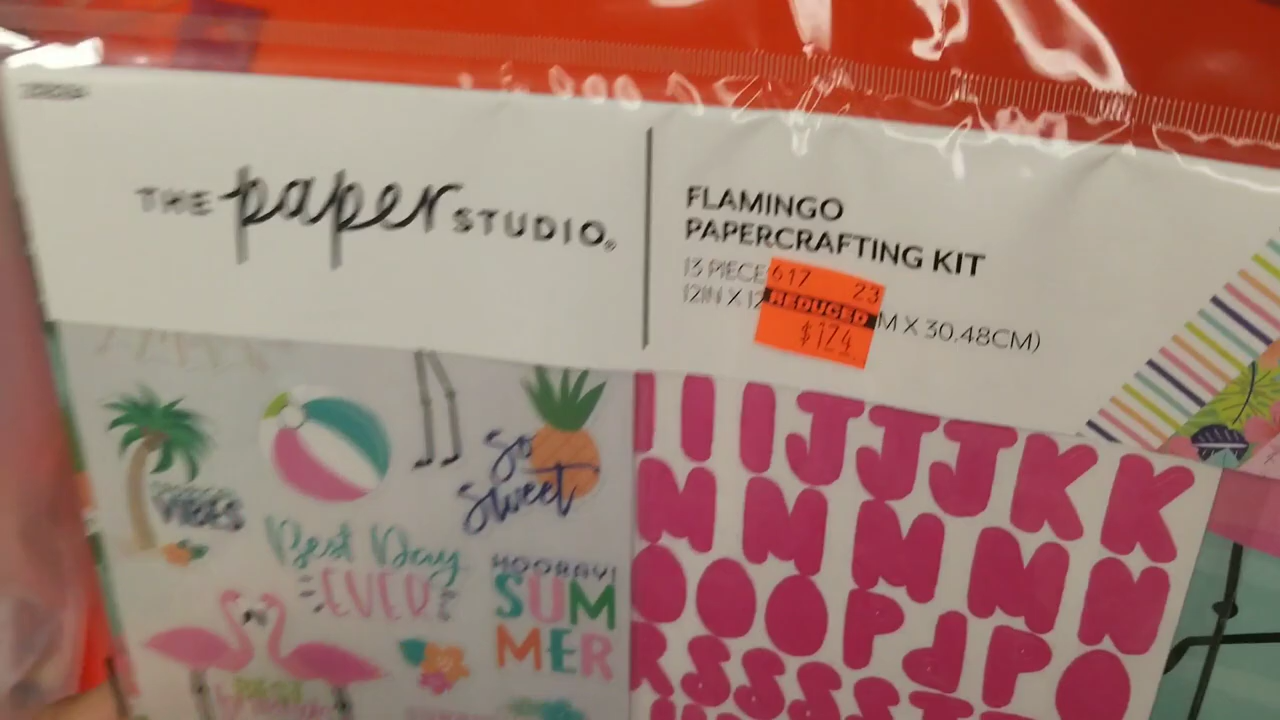 THE paper STUDIO®
FLAMINGO
PAPERCRAFTING KIT
13 PIECE
12IN X 12 M X 30.48CM)
617 23
REDUCED
$1.74
VIBES
so
sweet
Best Day
EVER
HOORAY!
SUM
MER
I I I J J J K K
M M M N N
O O O P d P O
R S S S S